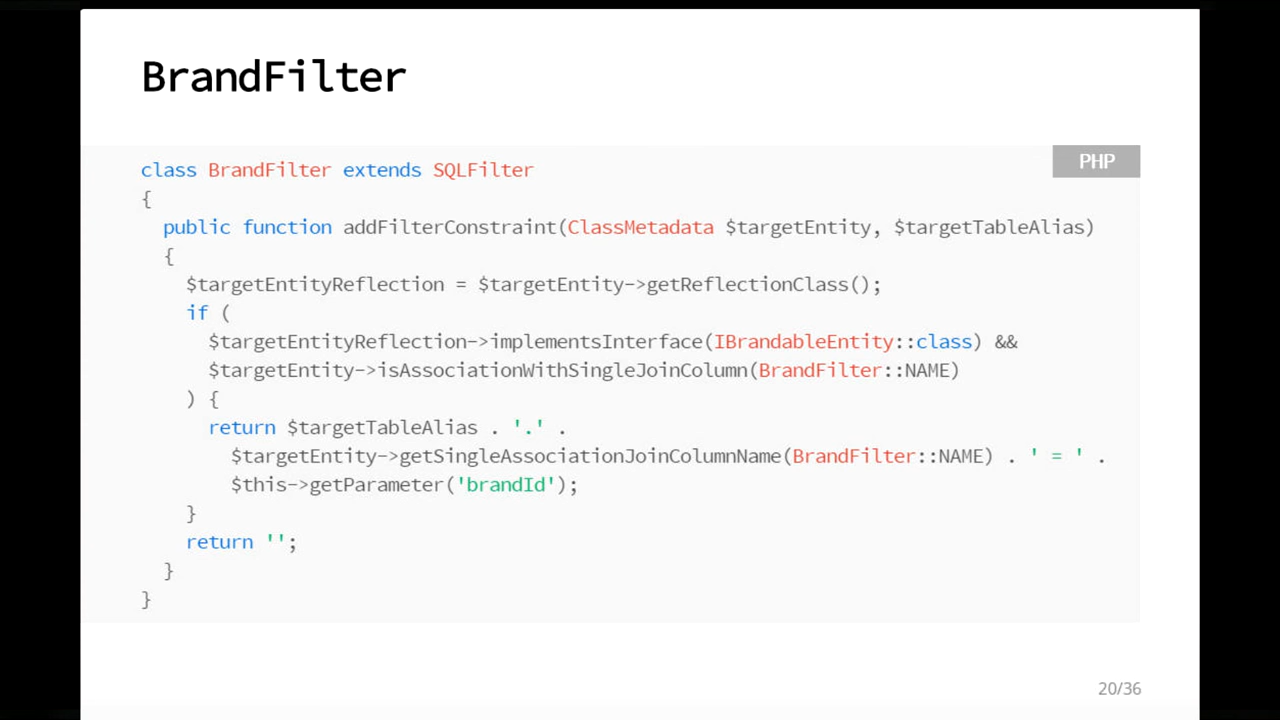 BrandFilter
PHP
class BrandFilter extends SQLFilter
{
  public function addFilterConstraint(ClassMetadata $targetEntity, $targetTableAlias)
  {
    $targetEntityReflection = $targetEntity->getReflectionClass();
    if (
      $targetEntityReflection->implementsInterface(IBrandableEntity::class) &&
      $targetEntity->isAssociationWithSingleJoinColumn(BrandFilter::NAME)
    ) {
      return $targetTableAlias . '.' .
        $targetEntity->getSingleAssociationJoinColumnName(BrandFilter::NAME) . ' = ' .
        $this->getParameter('brandId');
    }
    return '';
  }
}
20/36